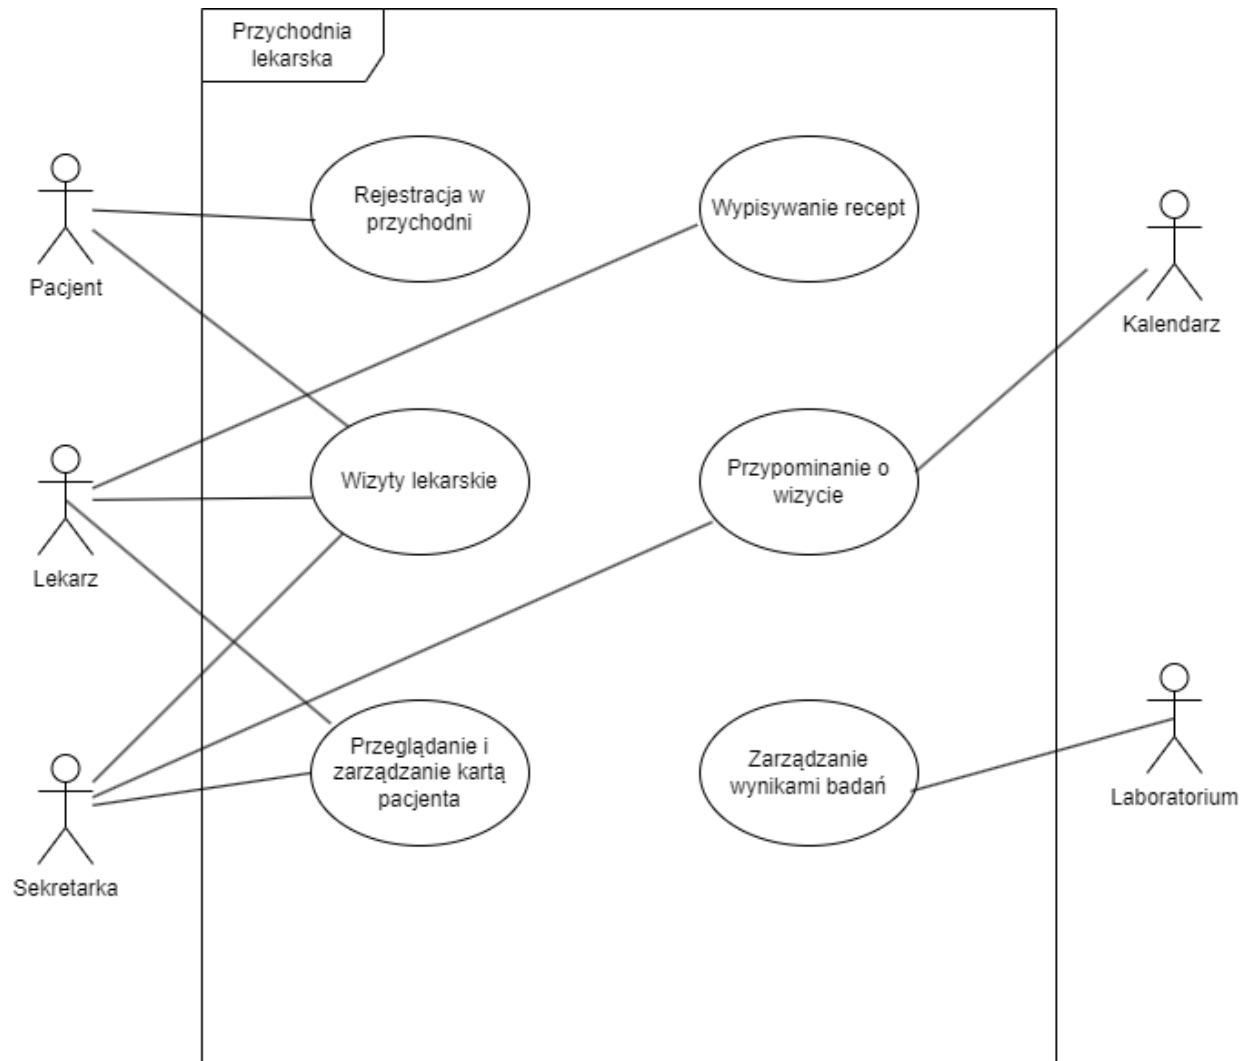 Przychodnia
lekarska
Rejestracja w
przychodni
Wypisywanie recept
Pacjent
Kalendarz
Wizyty lekarskie
Przypominanie o
wizycie
Lekarz
Przeglądanie i
zarządzanie kartą
pacjenta
Zarządzanie
wynikami badań
Laboratorium
Sekretarka